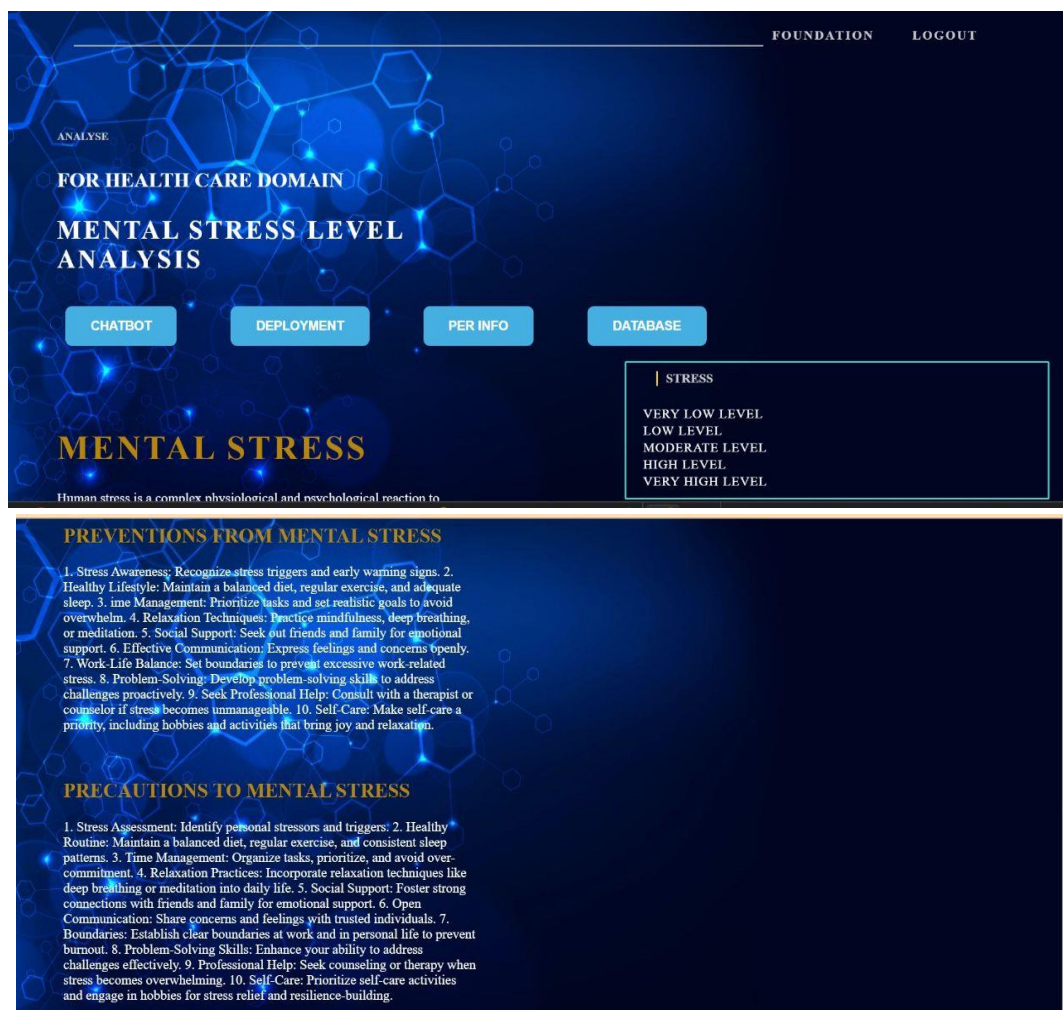 FOUNDATION LOGOUT
ANALYSE
FOR HEALTH CARE DOMAIN
MENTAL STRESS LEVEL
ANALYSIS
CHATBOT DEPLOYMENT PER INFO DATABASE
STRESS
VERY LOW LEVEL
LOW LEVEL
MODERATE LEVEL
HIGH LEVEL
VERY HIGH LEVEL
MENTAL STRESS
Human stress is a complex physiological and psychological reaction to
PREVENTIONS FROM MENTAL STRESS
1. Stress Awareness: Recognize stress triggers and early warning signs. 2.
Healthy Lifestyle: Maintain a balanced diet, regular exercise, and adequate
sleep. 3. ime Management: Prioritize tasks and set realistic goals to avoid
overwhelm. 4. Relaxation Techniques: Practice mindfulness, deep breathing,
or meditation. 5. Social Support: Seek out friends and family for emotional
support. 6. Effective Communication: Express feelings and concerns openly.
7. Work-Life Balance: Set boundaries to prevent excessive work-related
stress. 8. Problem-Solving: Develop problem-solving skills to address
challenges proactively. 9. Seek Professional Help: Consult with a therapist or
counselor if stress becomes unmanageable. 10. Self-Care: Make self-care a
priority, including hobbies and activities that bring joy and relaxation.
PRECAUTIONS TO MENTAL STRESS
1. Stress Assessment: Identify personal stressors and triggers. 2. Healthy
Routine: Maintain a balanced diet, regular exercise, and consistent sleep
patterns. 3. Time Management: Organize tasks, prioritize, and avoid over-
commitment. 4. Relaxation Practices: Incorporate relaxation techniques like
deep breathing or meditation into daily life. 5. Social Support: Foster strong
connections with friends and family for emotional support. 6. Open
Communication: Share concerns and feelings with trusted individuals. 7.
Boundaries: Establish clear boundaries at work and in personal life to prevent
burnout. 8. Problem-Solving Skills: Enhance your ability to address
challenges effectively. 9. Professional Help: Seek counseling or therapy when
stress becomes overwhelming. 10. Self-Care: Prioritize self-care activities
and engage in hobbies for stress relief and resilience-building.